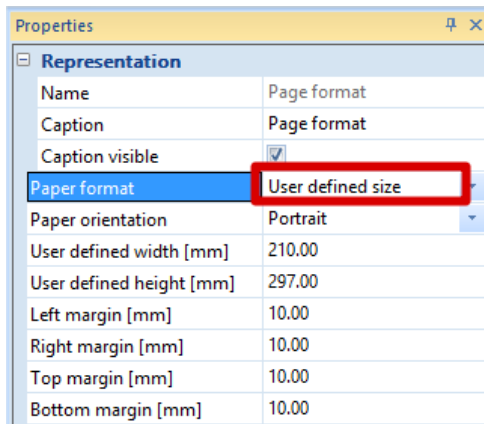 Properties
Representation
Name Page format
Caption Page format
Caption visible
Paper format User defined size
Paper orientation Portrait
User defined width [mm] 210.00
User defined height [mm] 297.00
Left margin [mm] 10.00
Right margin [mm] 10.00
Top margin [mm] 10.00
Bottom margin [mm] 10.00